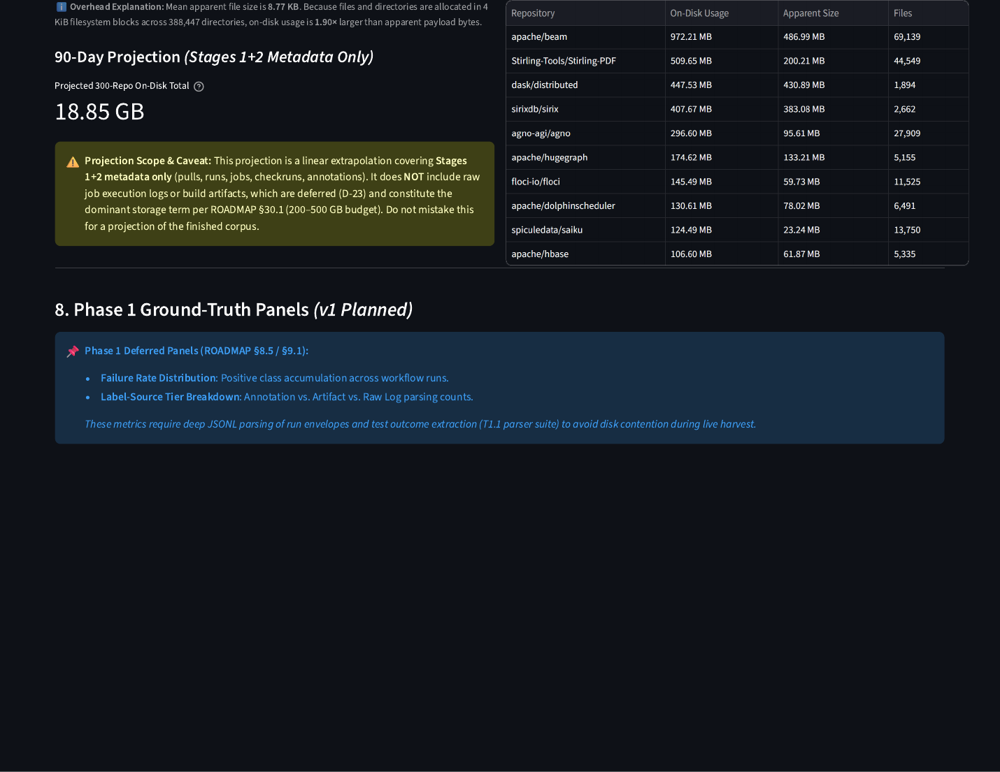 ℹ️ Overhead Explanation: Mean apparent file size is 8.77 KB. Because files and directories are allocated in 4
KiB filesystem blocks across 388,447 directories, on-disk usage is 1.90× larger than apparent payload bytes.
90-Day Projection (Stages 1+2 Metadata Only)
Projected 300-Repo On-Disk Total
18.85 GB
⚠️ Projection Scope & Caveat: This projection is a linear extrapolation covering Stages
1+2 metadata only (pulls, runs, jobs, checkruns, annotations). It does NOT include raw
job execution logs or build artifacts, which are deferred (D-23) and constitute the
dominant storage term per ROADMAP §30.1 (200–500 GB budget). Do not mistake this
for a projection of the finished corpus.
Repository On-Disk Usage Apparent Size Files
apache/beam 972.21 MB 486.99 MB 69,139
Stirling-Tools/Stirling-PDF 509.65 MB 200.21 MB 44,549
dask/distributed 447.53 MB 430.89 MB 1,894
sirixdb/sirix 407.67 MB 383.08 MB 2,662
agno-agi/agno 296.60 MB 95.61 MB 27,909
apache/hugegraph 174.62 MB 133.21 MB 5,155
floci-io/floci 145.49 MB 59.73 MB 11,525
apache/dolphinscheduler 130.61 MB 78.02 MB 6,491
spiculedata/saiku 124.49 MB 23.24 MB 13,750
apache/hbase 106.60 MB 61.87 MB 5,335
8. Phase 1 Ground-Truth Panels (v1 Planned)
📌 Phase 1 Deferred Panels (ROADMAP §8.5 / §9.1):
• Failure Rate Distribution: Positive class accumulation across workflow runs.
• Label-Source Tier Breakdown: Annotation vs. Artifact vs. Raw Log parsing counts.
These metrics require deep JSONL parsing of run envelopes and test outcome extraction (T1.1 parser suite) to avoid disk contention during live harvest.